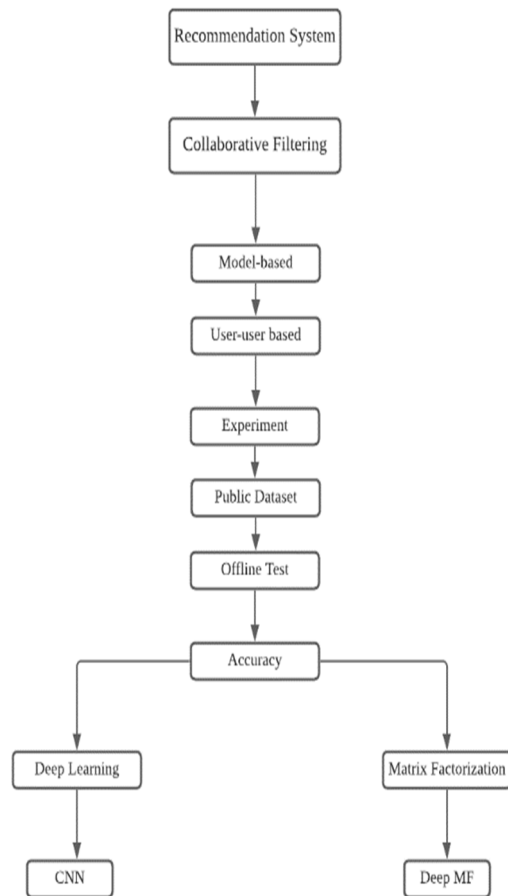 Recommendation System
Collaborative Filtering
Model-based
User-user based
Experiment
Public Dataset
Offline Test
Accuracy
Deep Learning
Matrix Factorization
CNN
Deep MF